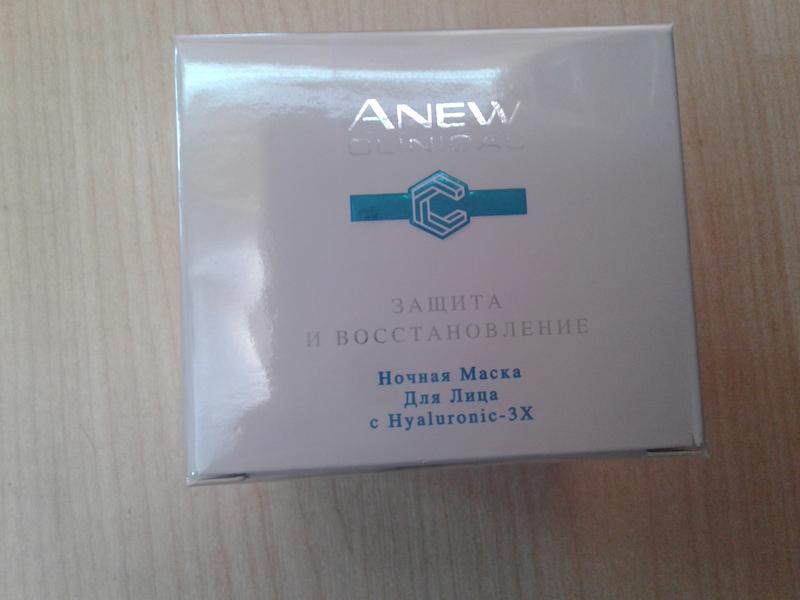 ANEW
CLINICAL
ЗАЩИТА
И ВОССТАНОВЛЕНИЕ
Ночная Маска
Для Лица
с Hyaluronic-3X